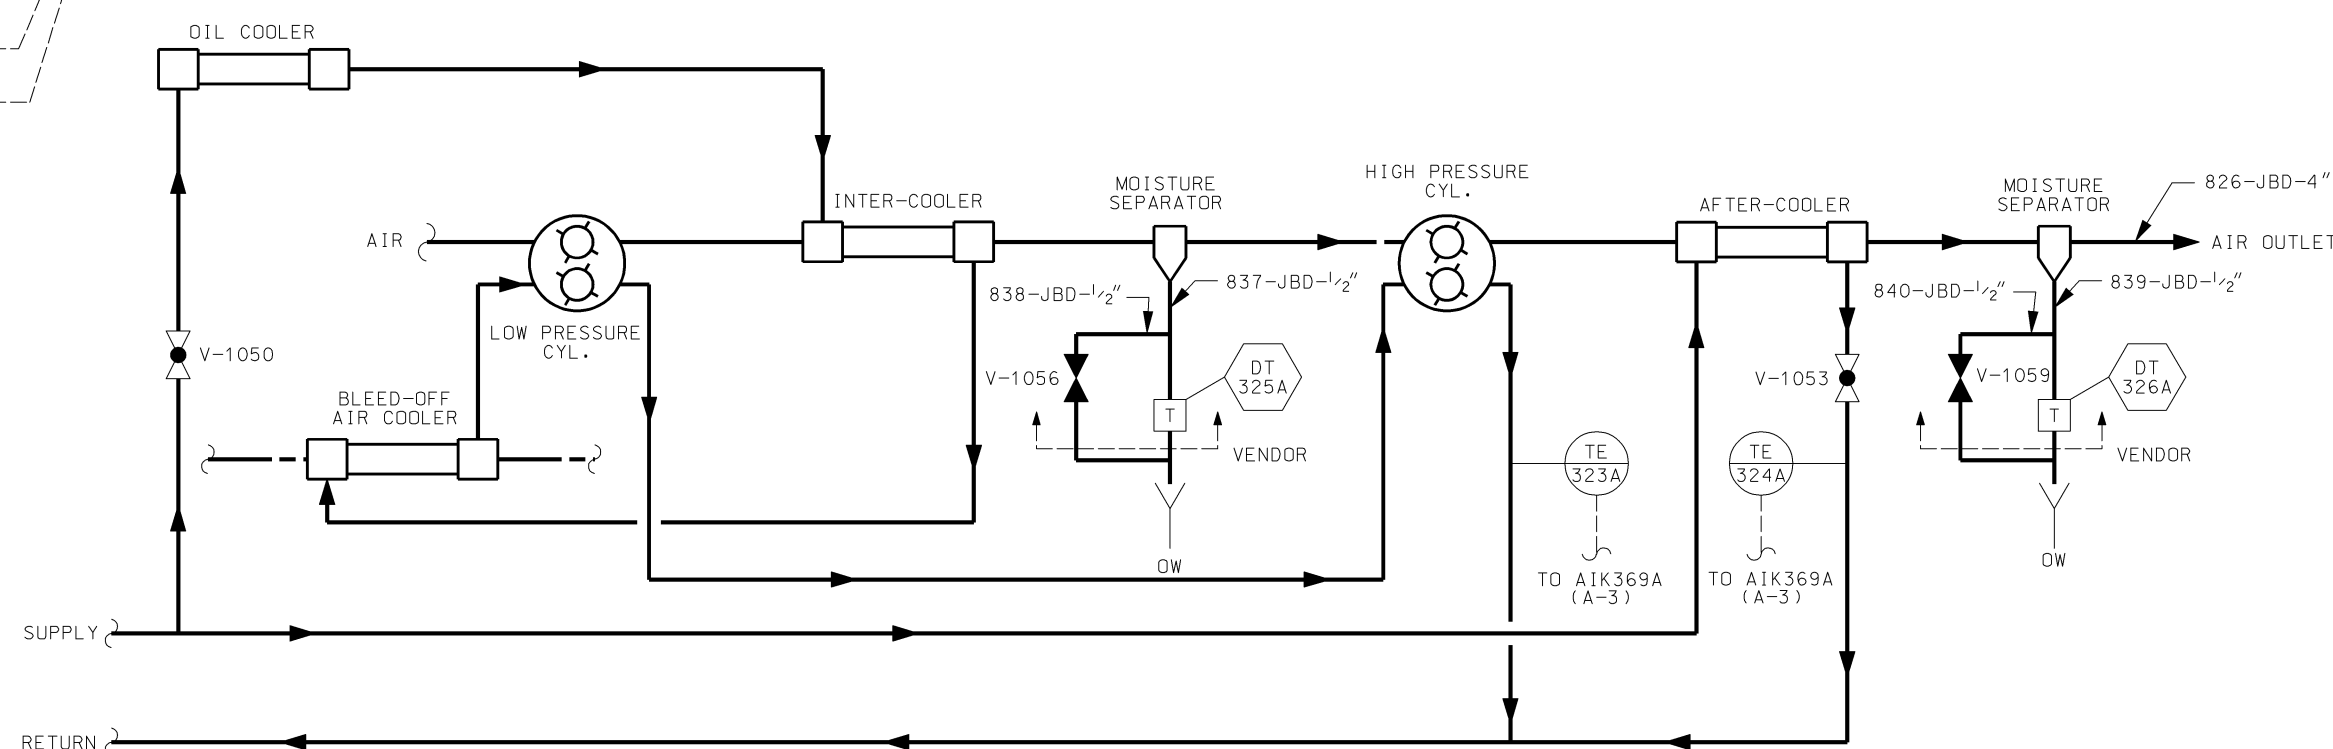 OIL COOLER
HIGH PRESSURE
CYL.
MOISTURE
SEPARATOR
MOISTURE
SEPARATOR
826-JBD-4"
INTER-COOLER
AFTER-COOLER
AIR
AIR OUTLET
838-JBD-1/2"
837-JBD-1/2"
840-JBD-1/2"
839-JBD-1/2"
LOW PRESSURE
CYL.
V-1050
V-1056
DT
325A
V-1053
V-1059
DT
326A
BLEED-OFF
AIR COOLER
T
T
VENDOR
VENDOR
TE
323A
TE
324A
OW
OW
TO AIK369A
(A-3)
TO AIK369A
(A-3)
SUPPLY
RETURN